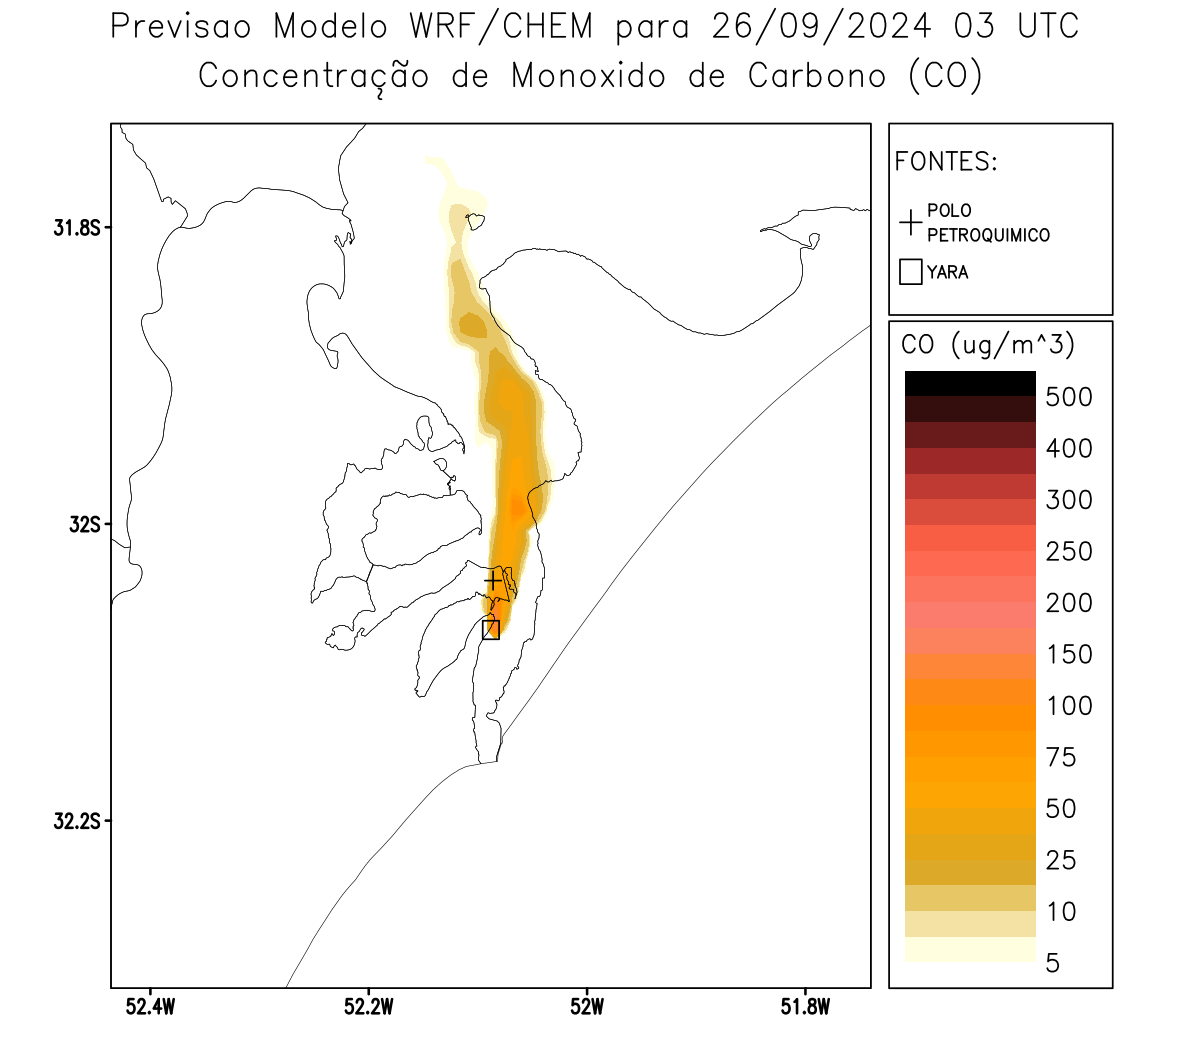 Previsao Modelo WRF/CHEM para 26/09/2024 03 UTC
Concentração de Monoxido de Carbono (CO)
FONTES:
POLO
PETROQUIMICO
YARA
CO (ug/m^3)
500
400
300
250
200
150
100
75
50
25
10
5
31.8S
32S
32.2S
52.4W
52.2W
52W
51.8W